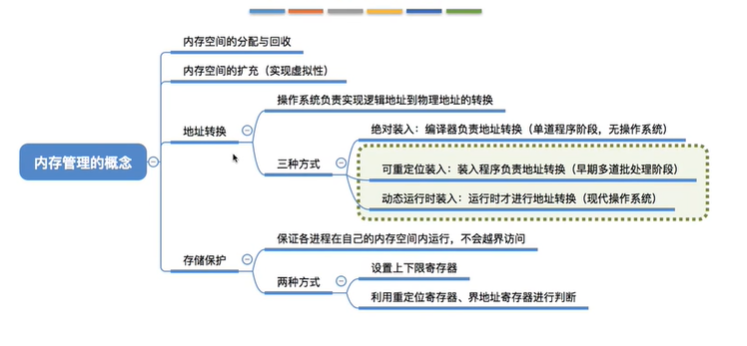 内存管理的概念
内存空间的分配与回收
内存空间的扩充（实现虚拟性）
地址转换
操作系统负责实现逻辑地址到物理地址的转换
三种方式
绝对装入：编译器负责地址转换（单道程序阶段，无操作系统）
可重定位装入：装入程序负责地址转换（早期多道批处理阶段）
动态运行时装入：运行时才进行地址转换（现代操作系统）
存储保护
保证各进程在自己的内存空间内运行，不会越界访问
两种方式
设置上下限寄存器
利用重定位寄存器、界地址寄存器进行判断